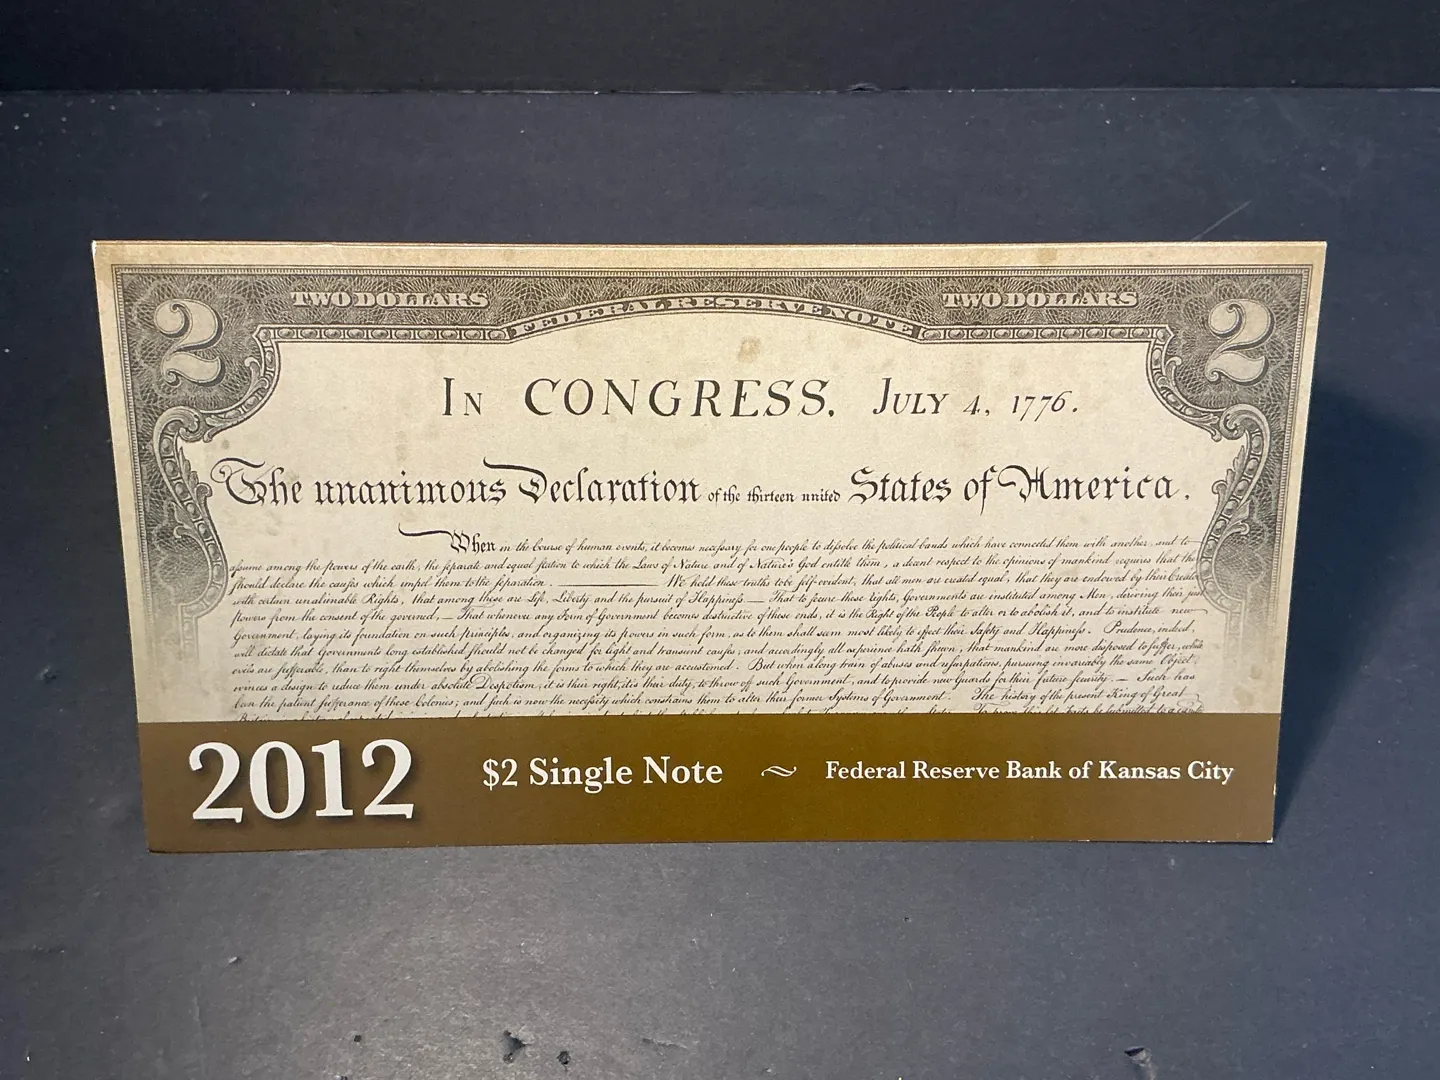 2 TWO DOLLARS FEDERAL RESERVE NOTE TWO DOLLARS 2
IN CONGRESS, JULY 4, 1776.
The unanimous Declaration of the thirteen united States of America,
When in the Course of human events, it becomes necessary for one people to dissolve the political bands which have connected them with another, and to
assume among the powers of the earth, the separate and equal station to which the Laws of Nature and of Nature's God entitle them, a decent respect to the opinions of mankind requires that the
should declare the causes which impel them to the separation. We hold these truths to be self-evident, that all men are created equal, that they are endowed by their Creato
with certain unalienable Rights, that among these are Life, Liberty and the pursuit of Happiness — That to secure these rights, Governments are instituted among Men, deriving their just
powers from the consent of the governed, — That whenever any Form of Government becomes destructive of these ends, it is the Right of the People to alter or to abolish it, and to institute new
Government, laying its foundation on such principles, and organizing its powers in such form, as to them shall seem most likely to effect their Safety and Happiness. Prudence, indeed,
will dictate that Governments long established should not be changed for light and transient causes; and accordingly all experience hath shewn, that mankind are more disposed to suffer, while
evils are sufferable, than to right themselves by abolishing the forms to which they are accustomed. But when a long train of abuses and usurpations, pursuing invariably the same Object,
evinces a design to reduce them under absolute Despotism, it is their right, it is their duty, to throw off such Government, and to provide new Guards for their future security. — Such has
been the patient sufferance of these Colonies; and such is now the necessity which constrains them to alter their former Systems of Government. The history of the present King of Great
2012 $2 Single Note ~ Federal Reserve Bank of Kansas City